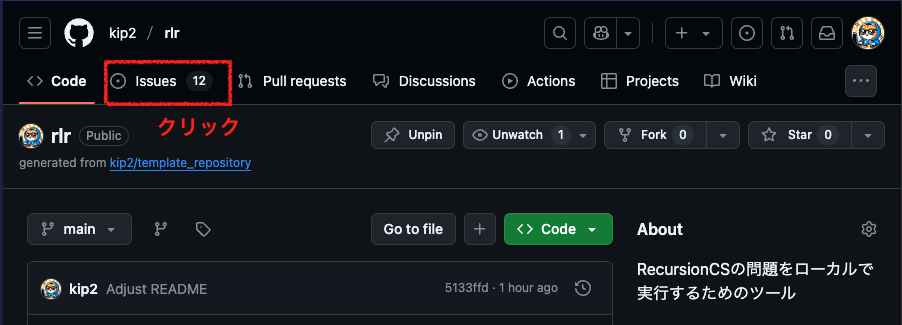 kip2 / rlr
Code Issues 12 Pull requests Discussions Actions Projects Wiki
クリック
rlr Public Unpin Unwatch 1 Fork 0 Star 0
generated from kip2/template_repository
main Go to file Code About
kip2 Adjust README 5133ffd · 1 hour ago
RecursionCSの問題をローカルで
実行するためのツール